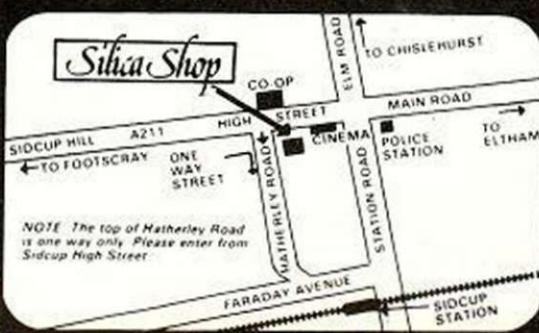 Silica Shop
ELM ROAD
TO CHISLEHURST
CO-OP
SIDCUP HILL A211 HIGH STREET MAIN ROAD
TO FOOTSCRAY
ONE
WAY
STREET
CINEMA
POLICE
STATION
TO
ELTHAM
HATHERLEY ROAD
STATION ROAD
NOTE The top of Hatherley Road
is one way only Please enter from
Sidcup High Street
FARADAY AVENUE
SIDCUP
STATION